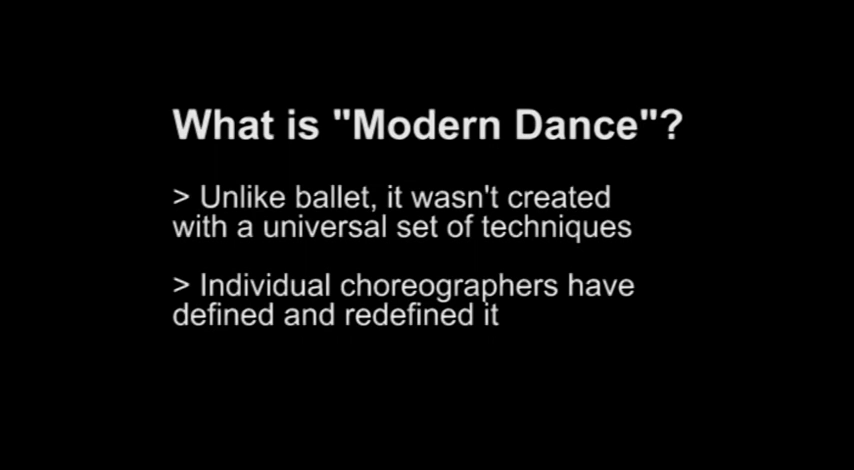 What is "Modern Dance"?
> Unlike ballet, it wasn't created
with a universal set of techniques
> Individual choreographers have
defined and redefined it